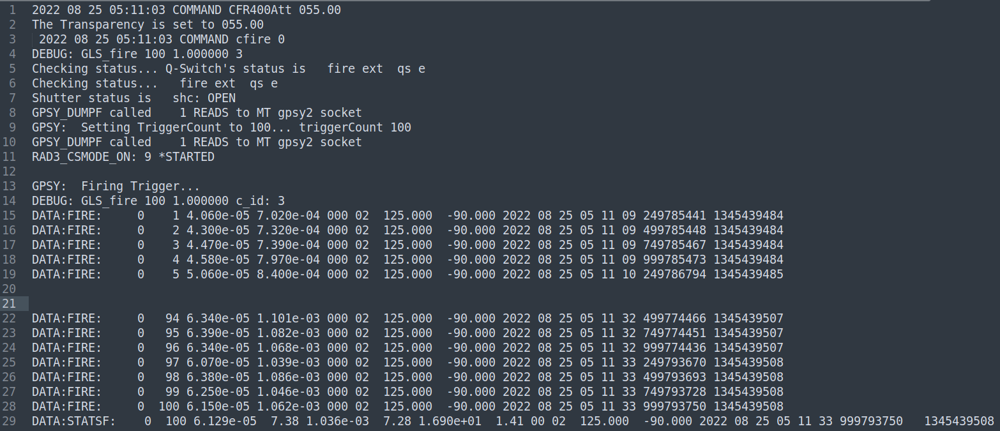 1 2022 08 25 05:11:03 COMMAND CFR400Att 055.00
2 The Transparency is set to 055.00
3  2022 08 25 05:11:03 COMMAND cfire 0
4 DEBUG: GLS_fire 100 1.000000 3
5 Checking status... Q-Switch's status is   fire ext  qs e
6 Checking status...   fire ext  qs e
7 Shutter status is   shc: OPEN
8 GPSY_DUMPF called    1 READS to MT gpsy2 socket
9 GPSY:  Setting TriggerCount to 100... triggerCount 100
10 GPSY_DUMPF called    1 READS to MT gpsy2 socket
11 RAD3_CSMODE_ON: 9 *STARTED
12
13 GPSY:  Firing Trigger...
14 DEBUG: GLS_fire 100 1.000000 c_id: 3
15 DATA:FIRE:     0    1 4.060e-05 7.020e-04 000 02  125.000  -90.000 2022 08 25 05 11 09 249785441 1345439484
16 DATA:FIRE:     0    2 4.300e-05 7.320e-04 000 02  125.000  -90.000 2022 08 25 05 11 09 499785448 1345439484
17 DATA:FIRE:     0    3 4.470e-05 7.390e-04 000 02  125.000  -90.000 2022 08 25 05 11 09 749785467 1345439484
18 DATA:FIRE:     0    4 4.580e-05 7.970e-04 000 02  125.000  -90.000 2022 08 25 05 11 09 999785473 1345439484
19 DATA:FIRE:     0    5 5.060e-05 8.400e-04 000 02  125.000  -90.000 2022 08 25 05 11 10 249786794 1345439485
20
21
22 DATA:FIRE:     0   94 6.340e-05 1.101e-03 000 02  125.000  -90.000 2022 08 25 05 11 32 499774466 1345439507
23 DATA:FIRE:     0   95 6.390e-05 1.082e-03 000 02  125.000  -90.000 2022 08 25 05 11 32 749774451 1345439507
24 DATA:FIRE:     0   96 6.340e-05 1.068e-03 000 02  125.000  -90.000 2022 08 25 05 11 32 999774436 1345439507
25 DATA:FIRE:     0   97 6.070e-05 1.039e-03 000 02  125.000  -90.000 2022 08 25 05 11 33 249793670 1345439508
26 DATA:FIRE:     0   98 6.380e-05 1.086e-03 000 02  125.000  -90.000 2022 08 25 05 11 33 499793693 1345439508
27 DATA:FIRE:     0   99 6.250e-05 1.046e-03 000 02  125.000  -90.000 2022 08 25 05 11 33 749793728 1345439508
28 DATA:FIRE:     0  100 6.150e-05 1.062e-03 000 02  125.000  -90.000 2022 08 25 05 11 33 999793750 1345439508
29 DATA:STATSF:    0  100 6.129e-05  7.38 1.036e-03  7.28 1.690e+01  1.41 00 02  125.000  -90.000 2022 08 25 05 11 33 999793750   1345439508